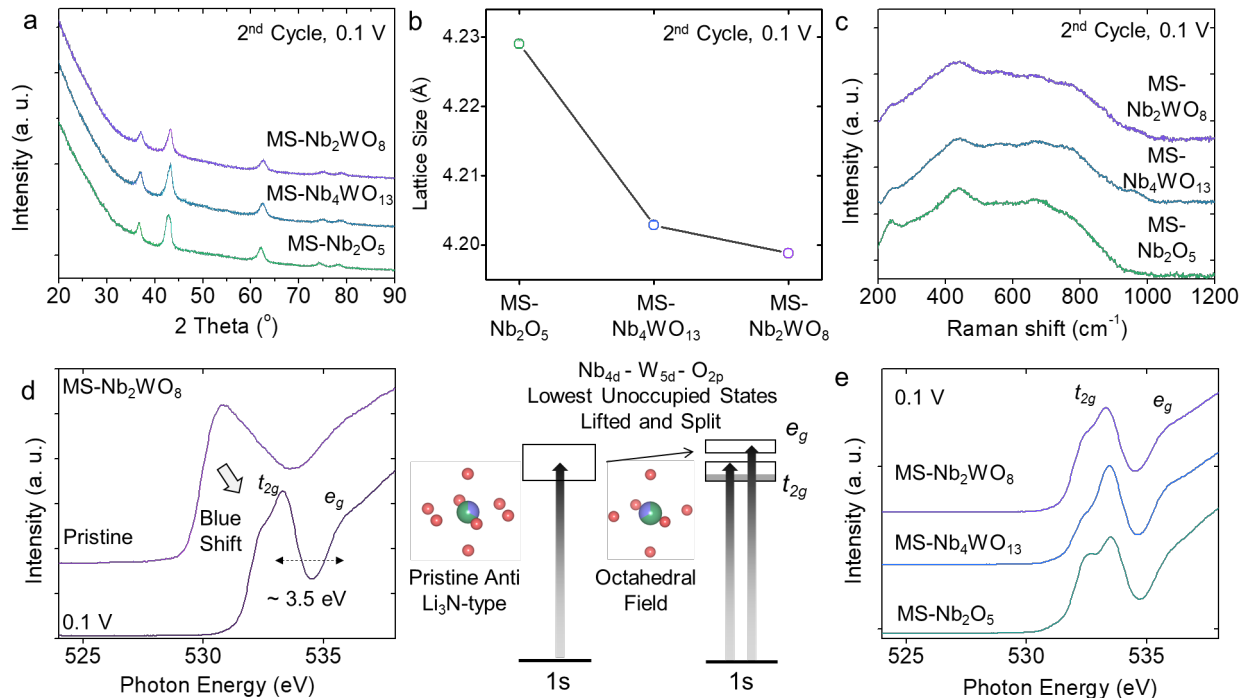 a
2nd Cycle, 0.1 V
MS-Nb2WO8
MS-Nb4WO13
MS-Nb2O5
Intensity (a. u.)
20 30 40 50 60 70 80 90
2 Theta (o)
b
2nd Cycle, 0.1 V
4.23
4.22
4.21
4.20
Lattice Size (Å)
MS-
Nb2O5
MS-
Nb4WO13
MS-
Nb2WO8
c
2nd Cycle, 0.1 V
MS-
Nb2WO8
MS-
Nb4WO13
MS-
Nb2O5
Intensity (a. u.)
200 400 600 800 1000 1200
Raman shift (cm-1)
d
MS-Nb2WO8
t2g
eg
Blue
Shift
Pristine
~ 3.5 eV
0.1 V
Intensity (a. u.)
525 530 535
Photon Energy (eV)
Nb4d - W5d- O2p
Lowest Unoccupied States
Lifted and Split
eg
t2g
Pristine Anti
Li3N-type
Octahedral
Field
1s
1s
e
0.1 V
t2g
eg
MS-Nb2WO8
MS-Nb4WO13
MS-Nb2O5
Intensity (a. u.)
525 530 535
Photon Energy (eV)